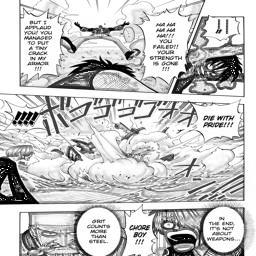 HA HA
HA HA
HA HA!!!
YOU
FAILED!!
YOUR
STRENGTH
IS GONE
!!!
BUT I
APPLAUD
YOU! YOU
MANAGED
TO PUT
A TINY
CRACK
IN MY
ARMOR
!!!
DIE WITH
PRIDE!!!
!!!!
IN THE
END,
IT'S NOT
ABOUT
WEAPONS...
CHORE
BOY
!!!
GRIT
COUNTS
MORE
THAN
STEEL.